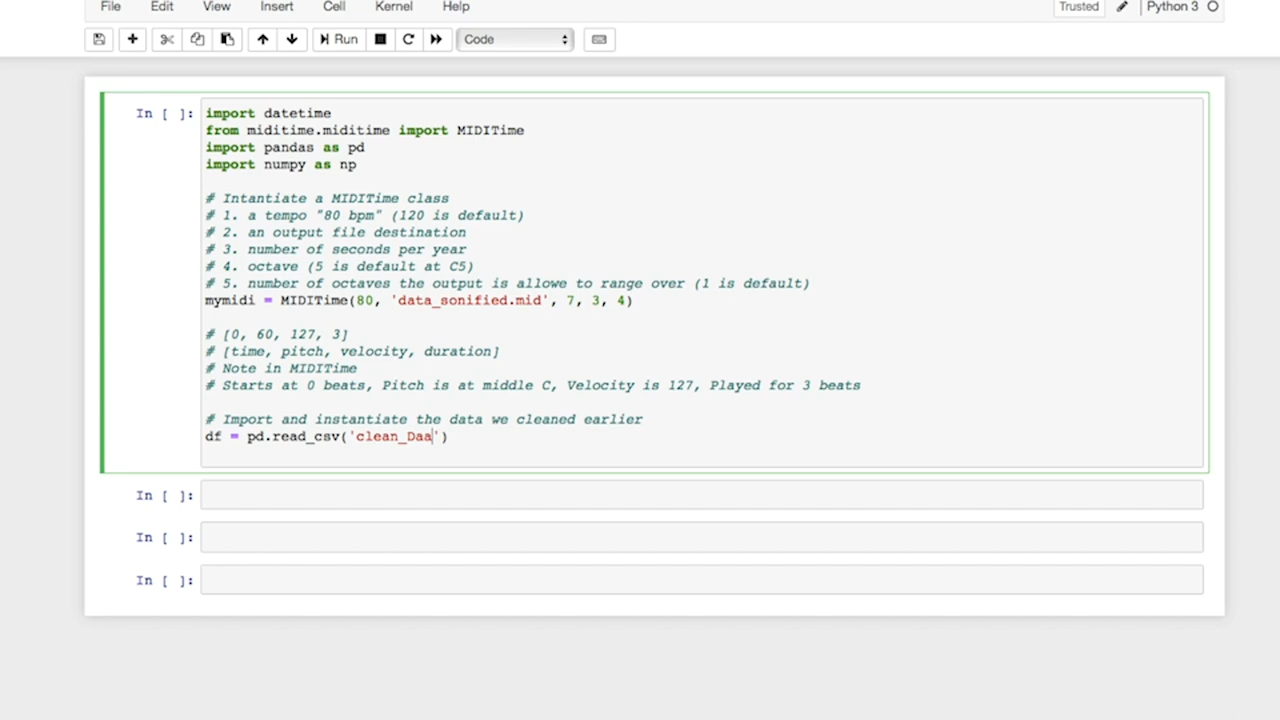 File Edit View Insert Cell Kernel Help Trusted Python 3
Run Code
In [ ]: import datetime
from miditime.miditime import MIDITime
import pandas as pd
import numpy as np
# Intantiate a MIDITime class
# 1. a tempo "80 bpm" (120 is default)
# 2. an output file destination
# 3. number of seconds per year
# 4. octave (5 is default at C5)
# 5. number of octaves the output is allowe to range over (1 is default)
mymidi = MIDITime(80, 'data_sonified.mid', 7, 3, 4)
# [0, 60, 127, 3]
# [time, pitch, velocity, duration]
# Note in MIDITime
# Starts at 0 beats, Pitch is at middle C, Velocity is 127, Played for 3 beats
# Import and instantiate the data we cleaned earlier
df = pd.read_csv('clean_Daa')
In [ ]:
In [ ]:
In [ ]: